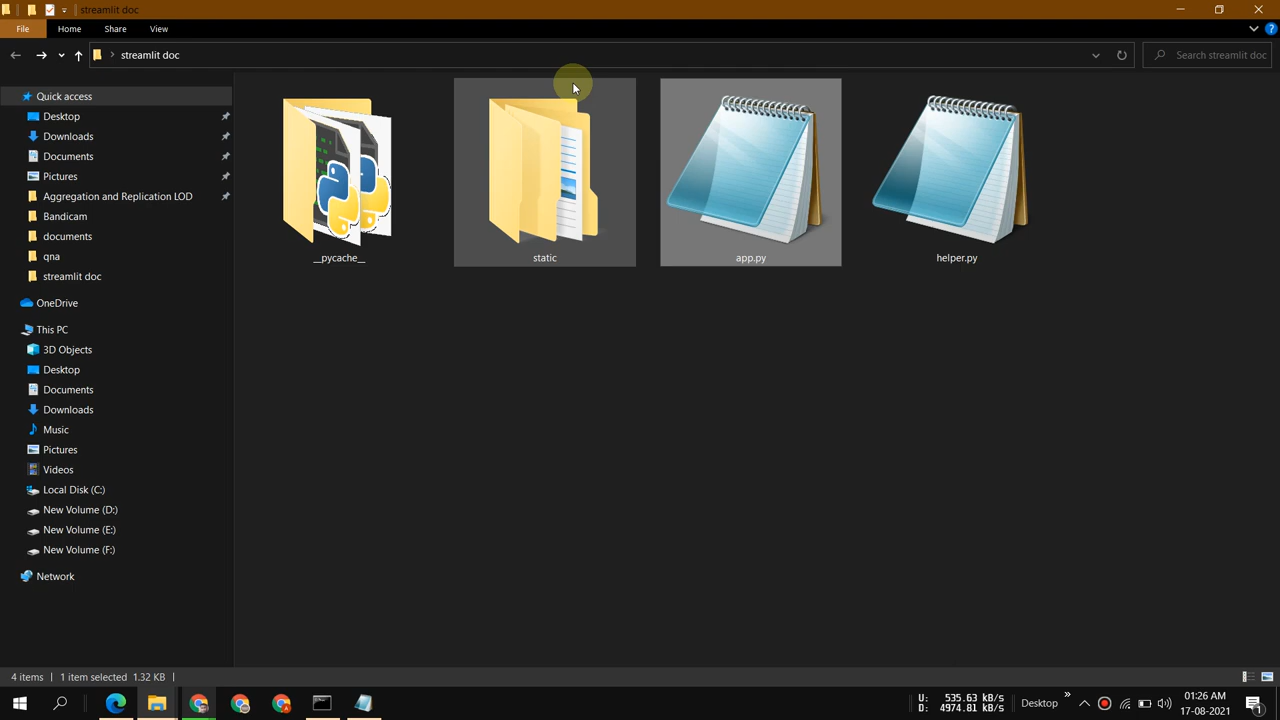 streamlit doc
File Home Share View
streamlit doc
Search streamlit doc
Quick access
Desktop
Downloads
Documents
Pictures
Aggregation and Replication LOD
Bandicam
documents
qna
streamlit doc
OneDrive
This PC
3D Objects
Desktop
Documents
Downloads
Music
Pictures
Videos
Local Disk (C:)
New Volume (D:)
New Volume (E:)
New Volume (F:)
Network
__pycache__
static
app.py
helper.py
4 items 1 item selected 1.32 KB
U: 535.63 kB/s
D: 4974.81 kB/s
Desktop
01:26 AM
17-08-2021
1